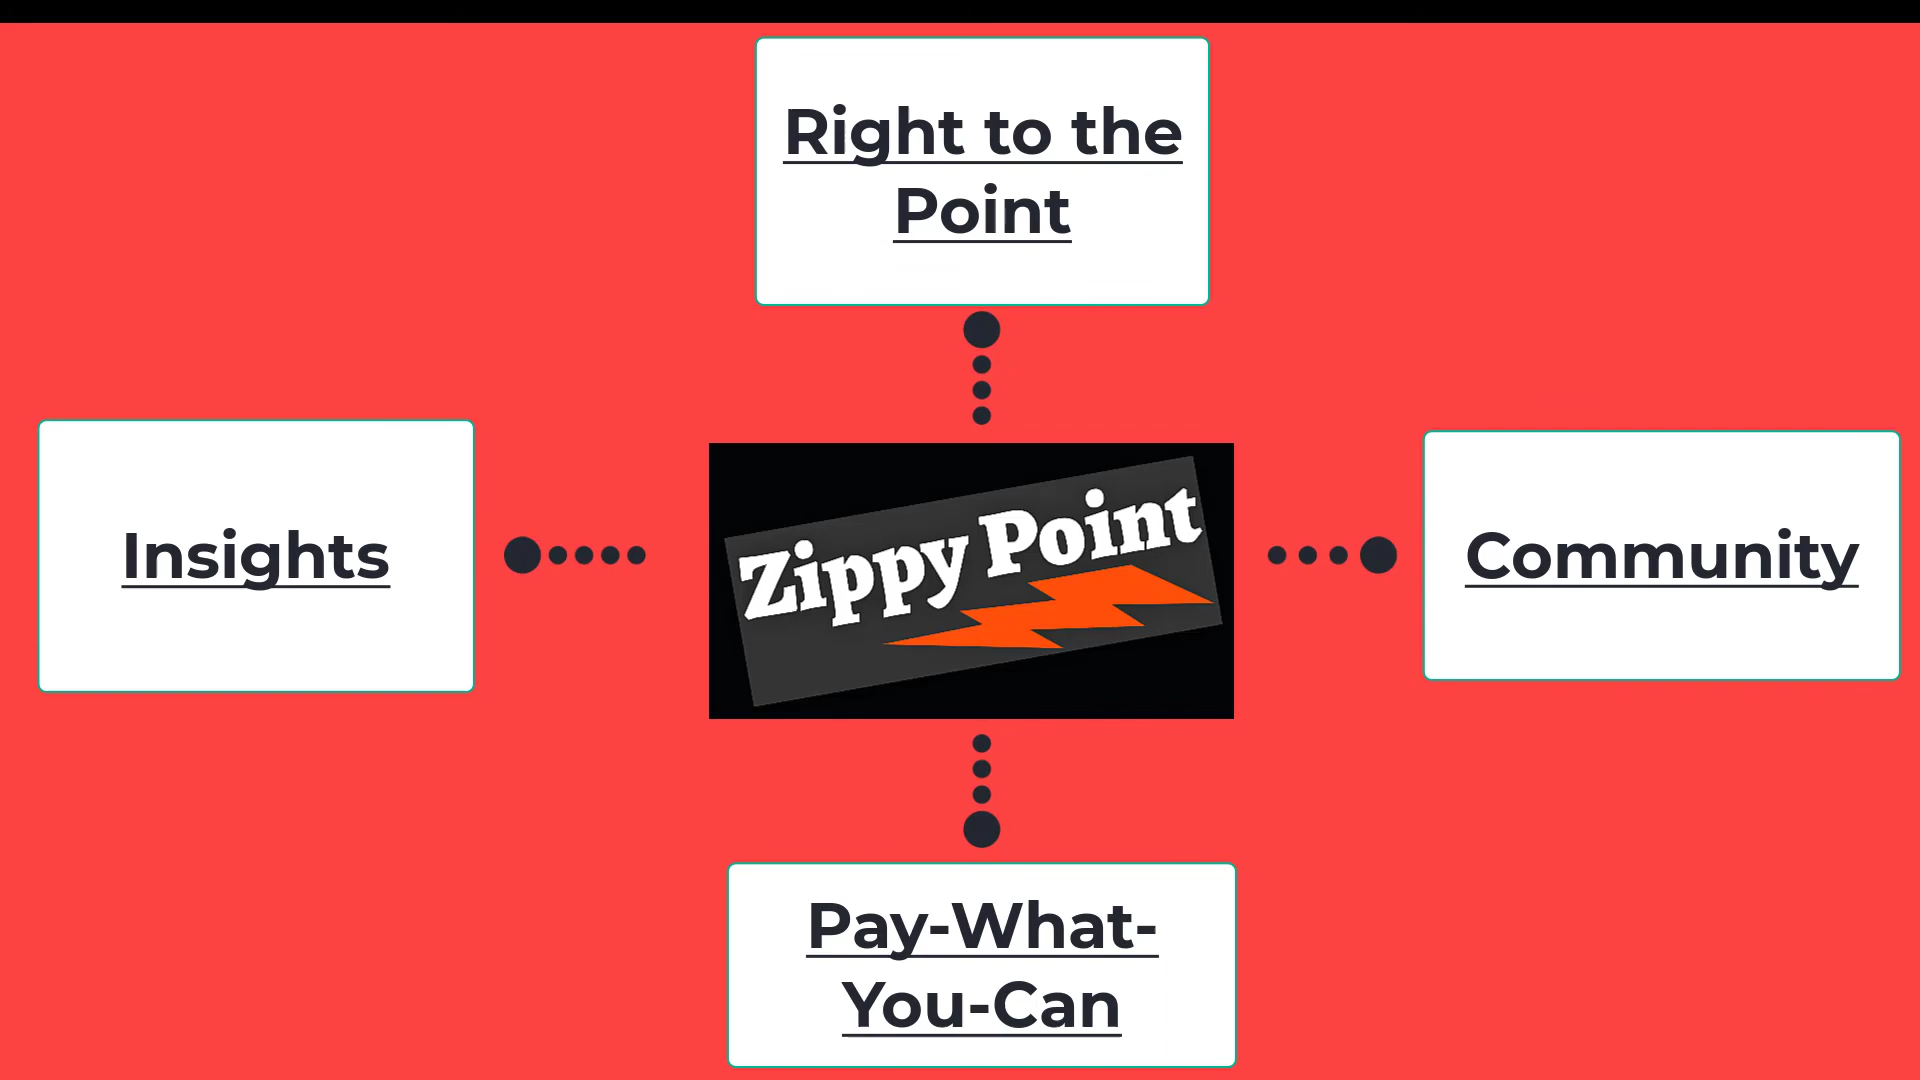 Right to the
Point
Insights
Zippy Point
Community
Pay-What-
You-Can